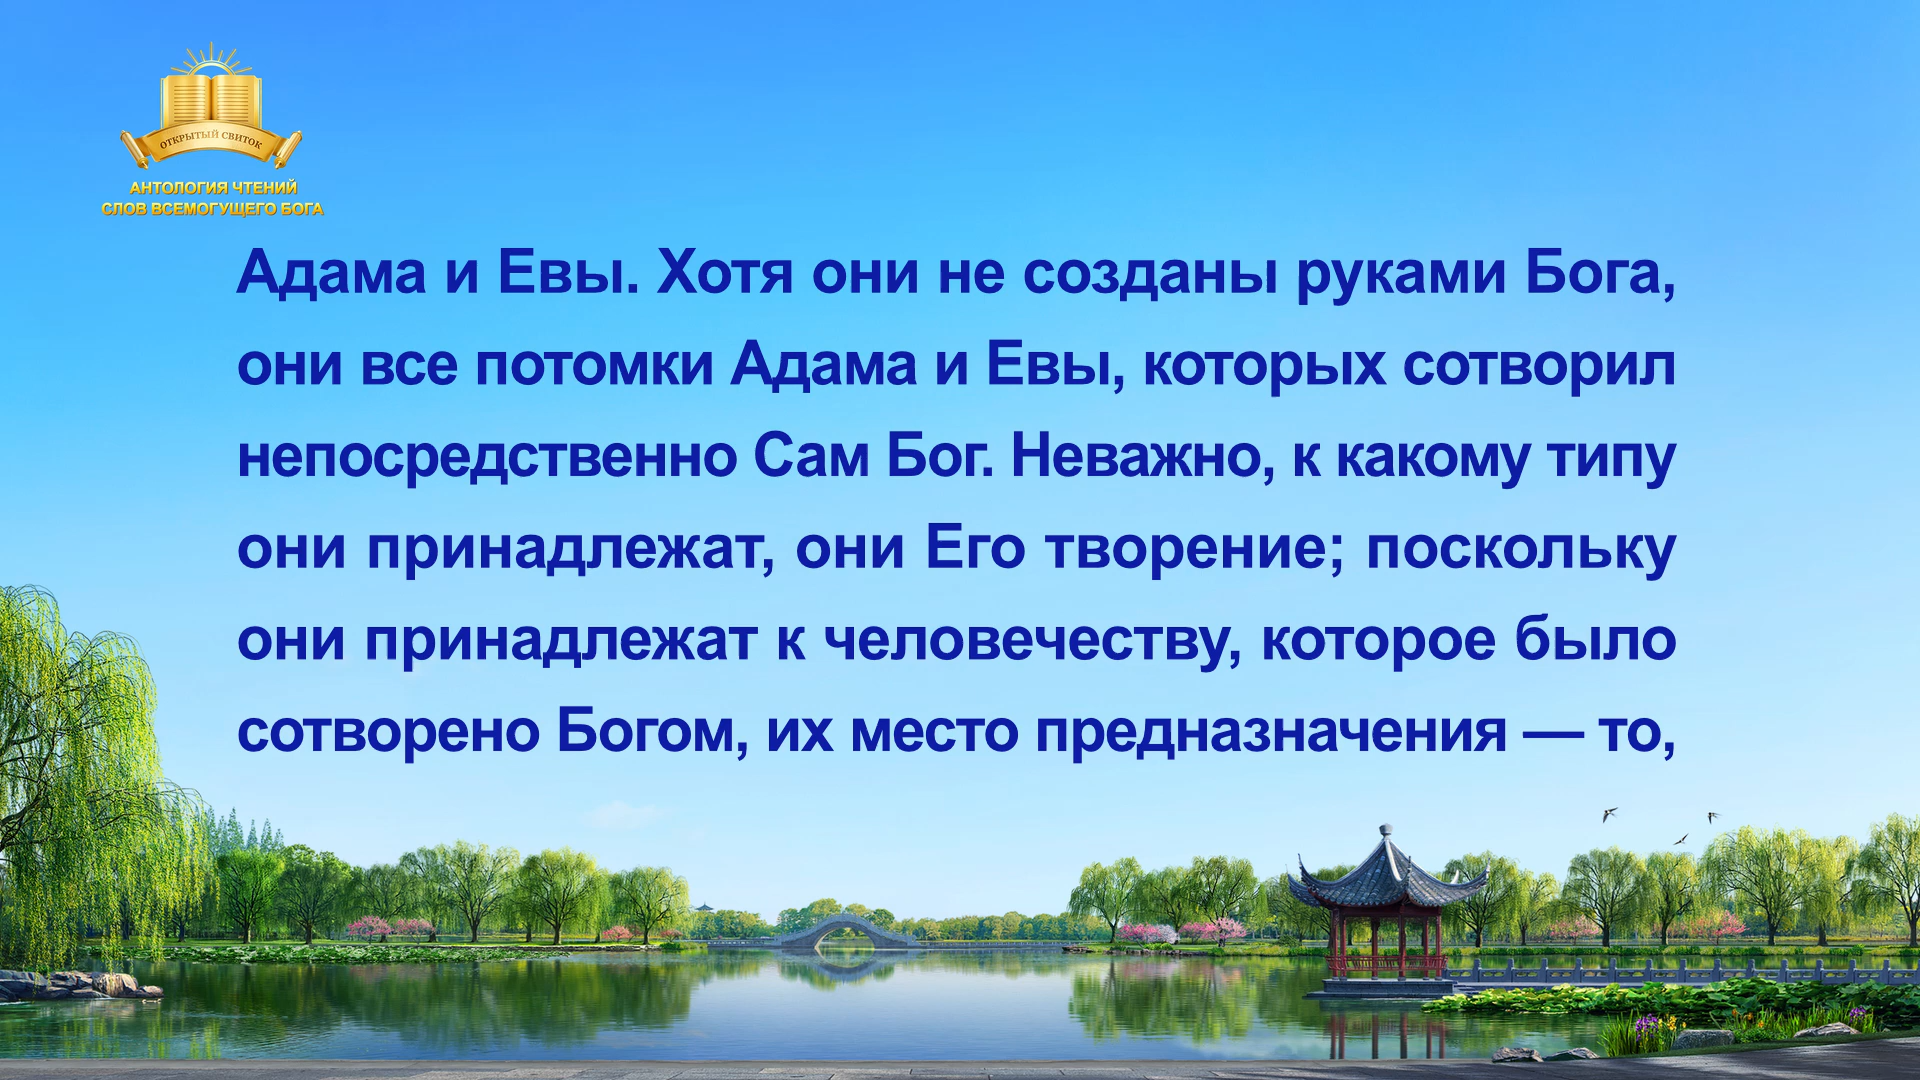 ОТКРЫТЫЙ СВИТОК
АНТОЛОГИЯ ЧТЕНИЙ
СЛОВ ВСЕМОГУЩЕГО БОГА
Адама и Евы. Хотя они не созданы руками Бога,
они все потомки Адама и Евы, которых сотворил
непосредственно Сам Бог. Неважно, к какому типу
они принадлежат, они Его творение; поскольку
они принадлежат к человечеству, которое было
сотворено Богом, их место предназначения — то,